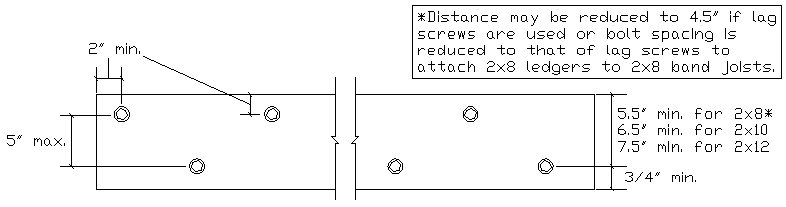 *Distance may be reduced to 4.5" if lag
screws are used or bolt spacing is
reduced to that of lag screws to
attach 2x8 ledgers to 2x8 band joists.
2" min.
5" max.
5.5" min. for 2x8*
6.5" min. for 2x10
7.5" min. for 2x12
3/4" min.